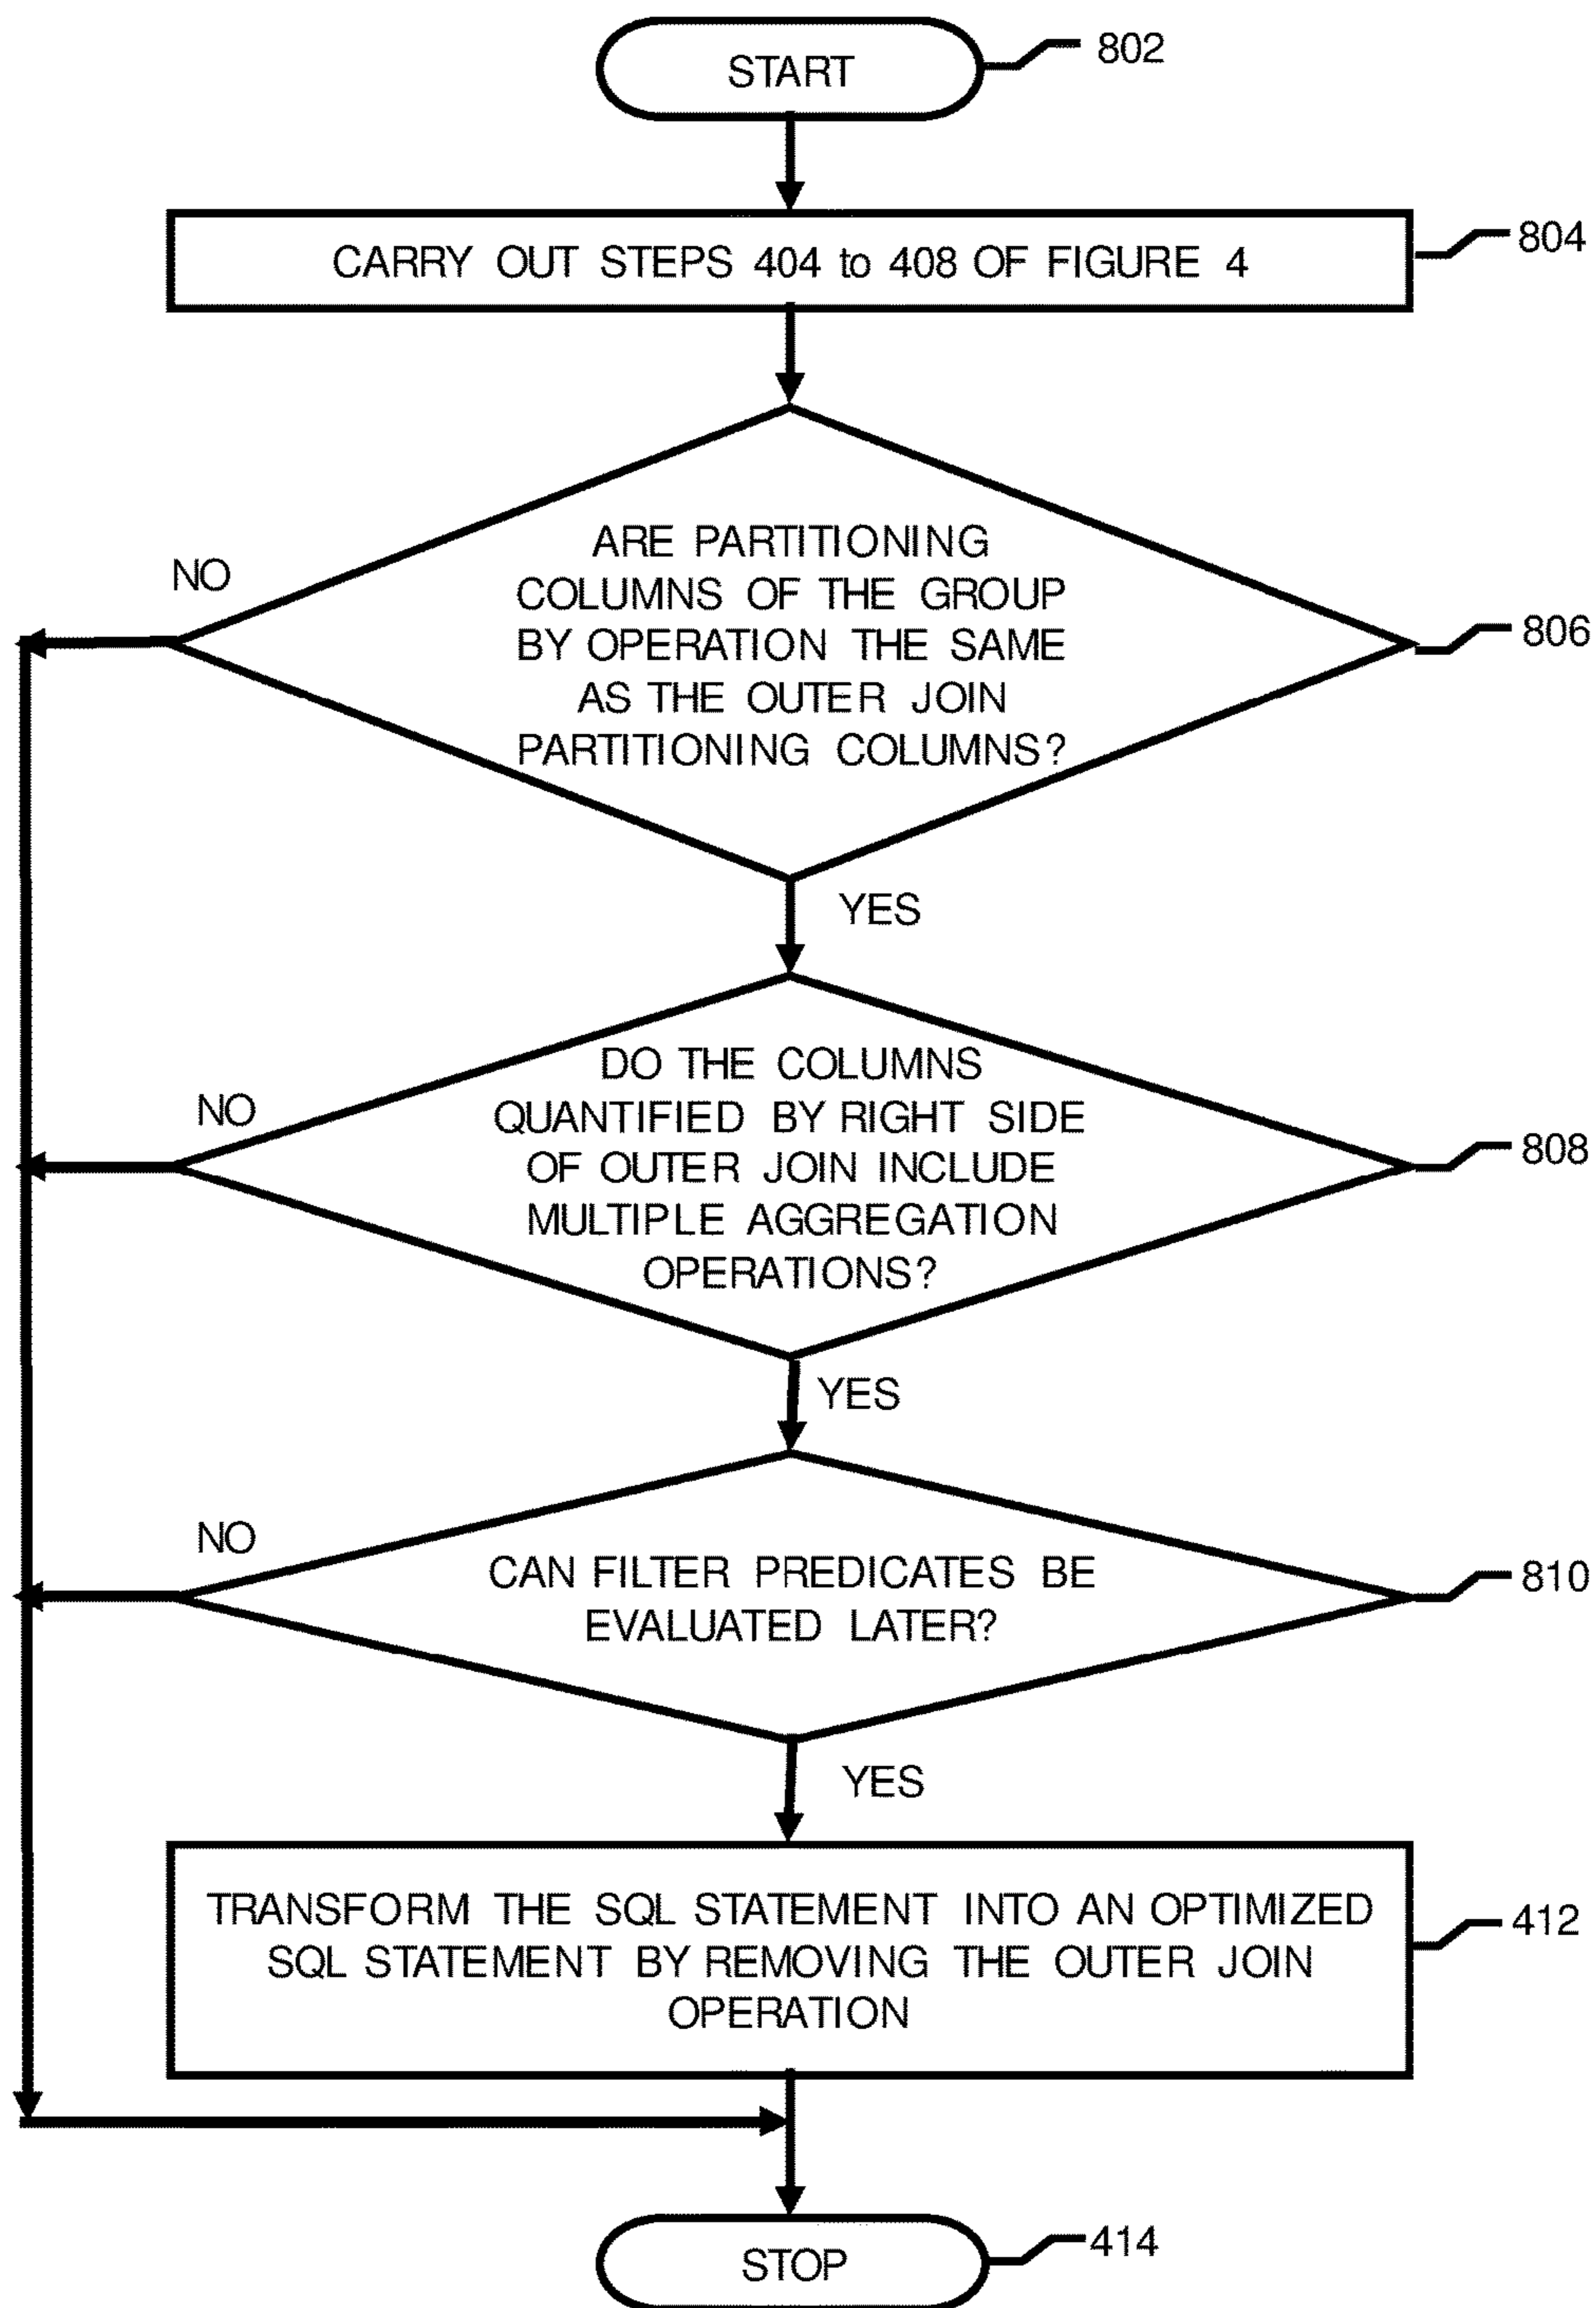 START
802
CARRY OUT STEPS 404 to 408 OF FIGURE 4
804
ARE PARTITIONING
COLUMNS OF THE GROUP
BY OPERATION THE SAME
AS THE OUTER JOIN
PARTITIONING COLUMNS?
NO
806
YES
DO THE COLUMNS
QUANTIFIED BY RIGHT SIDE
OF OUTER JOIN INCLUDE
MULTIPLE AGGREGATION
OPERATIONS?
NO
808
YES
CAN FILTER PREDICATES BE
EVALUATED LATER?
NO
810
YES
TRANSFORM THE SQL STATEMENT INTO AN OPTIMIZED
SQL STATEMENT BY REMOVING THE OUTER JOIN
OPERATION
412
STOP
414